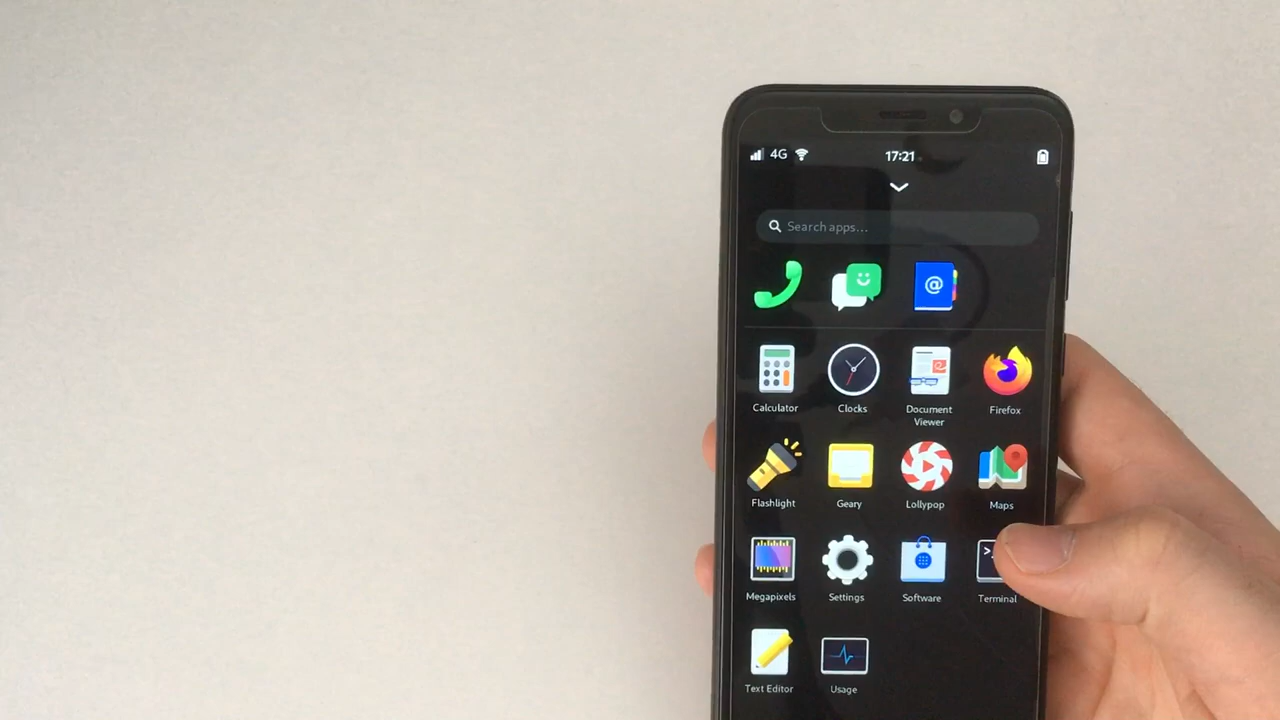 4G 17:21
Search apps...
@
Calculator Clocks Document Viewer Firefox
Flashlight Geary Lollypop Maps
Megapixels Settings Software Terminal
Text Editor Usage